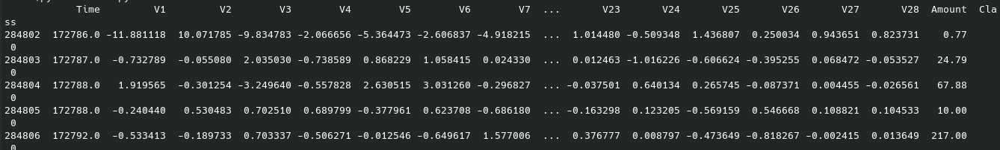 Time V1 V2 V3 V4 V5 V6 V7 ... V23 V24 V25 V26 V27 V28 Amount Cla
ss
284802 172786.0 -11.881118 10.071785 -9.834783 -2.066656 -5.364473 -2.606837 -4.918215 ... 1.014480 -0.509348 1.436807 0.250034 0.943651 0.823731 0.77
0
284803 172787.0 -0.732789 -0.055080 2.035030 -0.738589 0.868229 1.058415 0.024330 ... 0.012463 -1.016226 -0.606624 -0.395255 0.068472 -0.053527 24.79
0
284804 172788.0 1.919565 -0.301254 -3.249640 -0.557828 2.630515 3.031260 -0.296827 ... -0.037501 0.640134 0.265745 -0.087371 0.004455 -0.026561 67.88
0
284805 172788.0 -0.240440 0.530483 0.702510 0.689799 -0.377961 0.623708 -0.686180 ... -0.163298 0.123205 -0.569159 0.546668 0.108821 0.104533 10.00
0
284806 172792.0 -0.533413 -0.189733 0.703337 -0.506271 -0.012546 -0.649617 1.577006 ... 0.376777 0.008797 -0.473649 -0.818267 -0.002415 0.013649 217.00
0